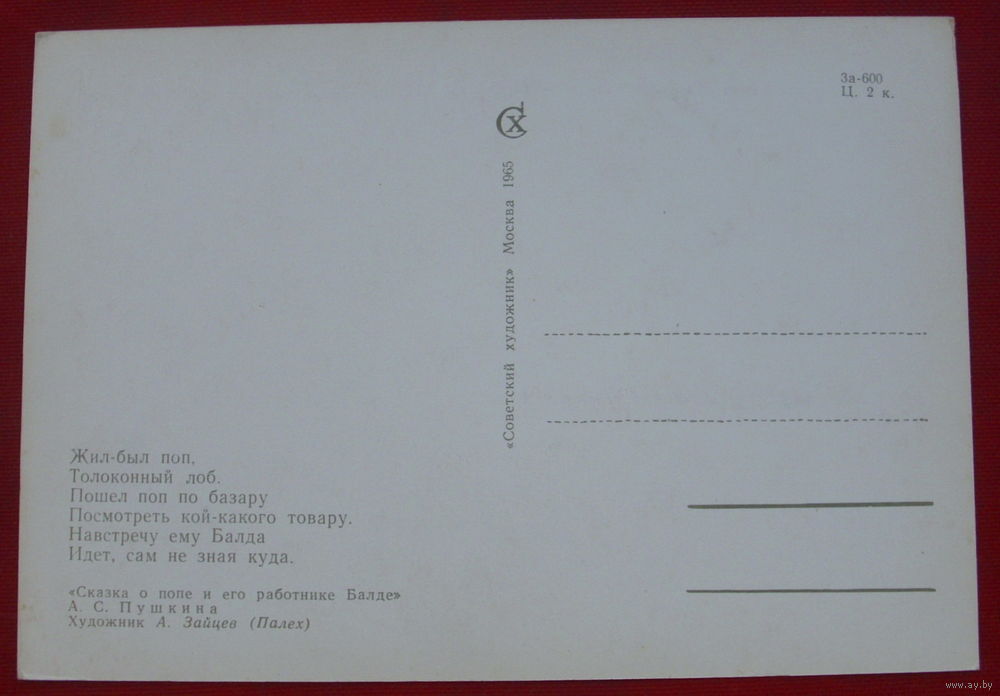 За-600
Ц. 2 к.
СХ
«Советский художник» Москва 1965
Жил-был поп,
Толоконный лоб.
Пошел поп по базару
Посмотреть кой-какого товару.
Навстречу ему Балда
Идет, сам не зная куда.
«Сказка о попе и его работнике Балде»
А. С. Пушкина
Художник А. Зайцев (Палех)
www.ay.by